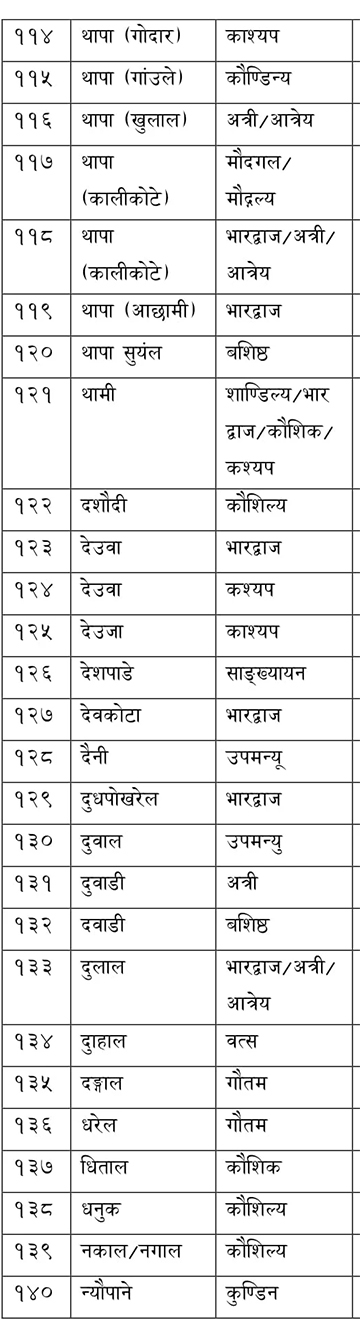 ११४ थापा (गोदार) काश्यप
११५ थापा (गांउले) कौण्डिन्य
११६ थापा (खुलाल) अत्री/आत्रेय
११७ थापा मौदगल/
(कालीकोटे) मौद्गल्य
११८ थापा भारद्वाज/अत्री/
(कालीकोटे) आत्रेय
११९ थापा (आछामी) भारद्वाज
१२० थापा सुयंल बशिष्ठ
१२१ थामी शाण्डिल्य/भार
द्वाज/कौशिक/
कश्यप
१२२ दशौदी कौशिल्य
१२३ देउवा भारद्वाज
१२४ देउवा कश्यप
१२५ देउजा काश्यप
१२६ देशपाडे साङ्ख्यायन
१२७ देवकोटा भारद्वाज
१२८ दैनी उपमन्यू
१२९ दुधपोखरेल भारद्वाज
१३० दुवाल उपमन्यु
१३१ दुवाडी अत्री
१३२ दवाडी बशिष्ठ
१३३ दुलाल भारद्वाज/अत्री/
आत्रेय
१३४ दुाहाल वत्स
१३५ दङ्गाल गौतम
१३६ धरेल गौतम
१३७ धिताल कौशिक
१३८ धनुक कौशिल्य
१३९ नकाल/नगाल कौशिल्य
१४० न्यौपाने कुण्डिन